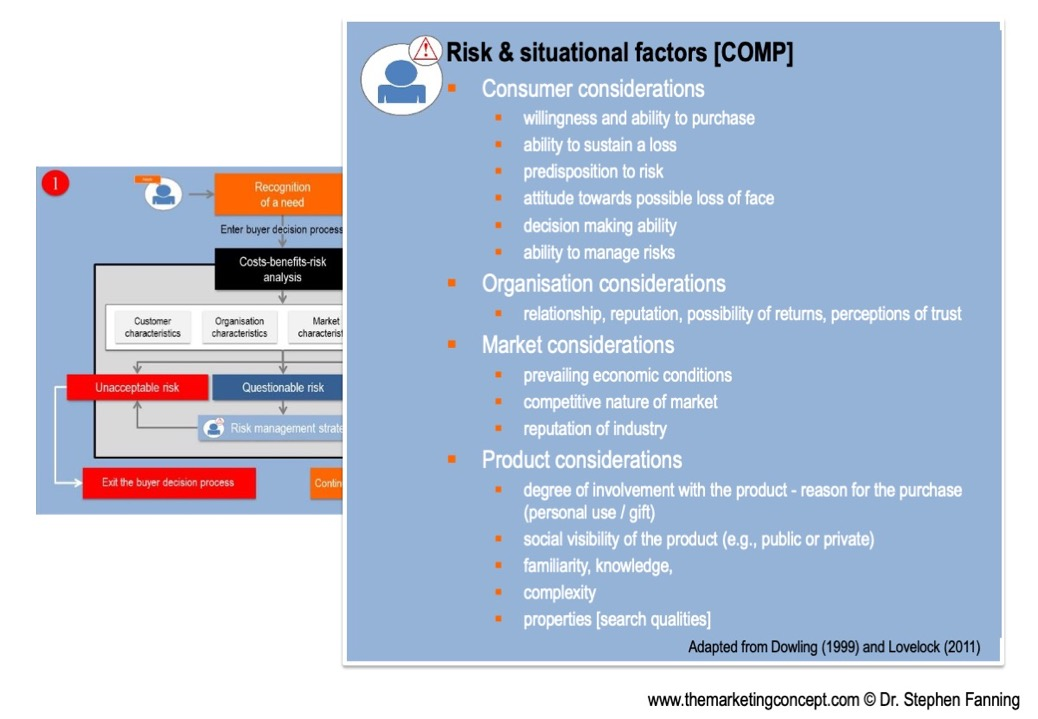 Risk & situational factors [COMP]
Consumer considerations
willingness and ability to purchase
ability to sustain a loss
predisposition to risk
attitude towards possible loss of face
decision making ability
ability to manage risks
Organisation considerations
relationship, reputation, possibility of returns, perceptions of trust
Market considerations
prevailing economic conditions
competitive nature of market
reputation of industry
Product considerations
degree of involvement with the product - reason for the purchase
(personal use / gift)
social visibility of the product (e.g., public or private)
familiarity, knowledge,
complexity
properties [search qualities]
Adapted from Dowling (1999) and Lovelock (2011)
1
Recognition
of a need
Enter buyer decision process
Costs-benefits-risk
analysis
Customer
characteristics
Organisation
characteristics
Market
characterist
Unacceptable risk
Questionable risk
Risk management strate
Exit the buyer decision process
Contin
www.themarketingconcept.com © Dr. Stephen Fanning